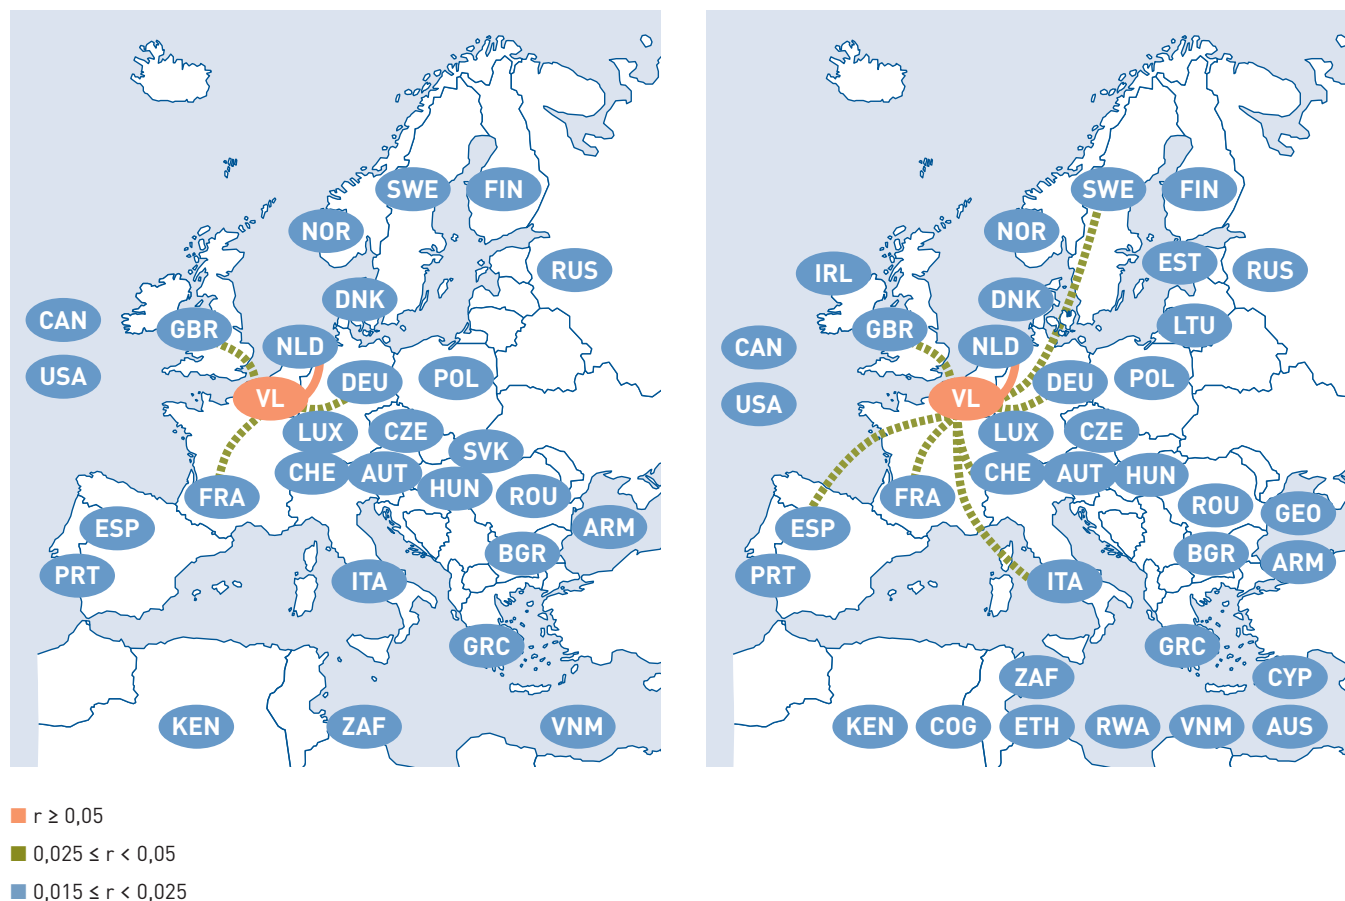 SWE
FIN
NOR
RUS
DNK
CAN
GBR
NLD
USA
DEU
POL
VL
LUX
CZE
SVK
CHE
AUT
HUN
FRA
ROU
ESP
ARM
BGR
PRT
ITA
GRC
KEN
ZAF
VNM
SWE
FIN
NOR
EST
RUS
IRL
DNK
LTU
GBR
CAN
NLD
USA
DEU
POL
VL
LUX
CZE
CHE
AUT
HUN
FRA
ROU
GEO
ESP
BGR
ARM
PRT
ITA
GRC
ZAF
CYP
KEN
COG
ETH
RWA
VNM
AUS
r ≥ 0,05
0,025 ≤ r < 0,05
0,015 ≤ r < 0,025